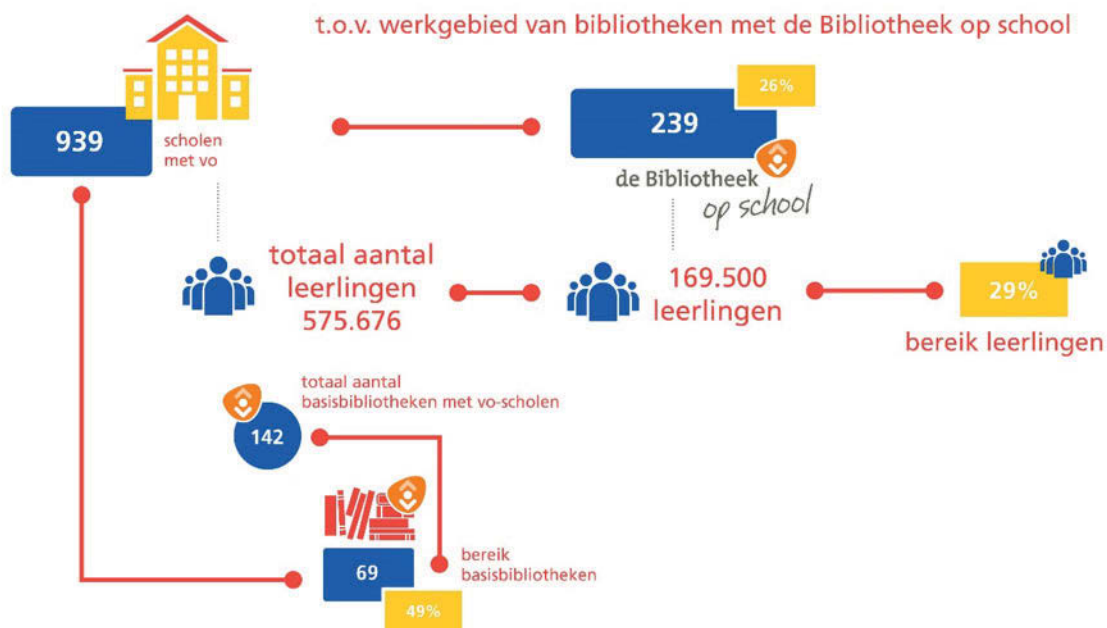 t.o.v. werkgebied van bibliotheken met de Bibliotheek op school
939
scholen
met vo
26%
239
de Bibliotheek
op school
totaal aantal
leerlingen
575.676
169.500
leerlingen
29%
bereik leerlingen
totaal aantal
basisbibliotheken met vo-scholen
142
bereik
basisbibliotheken
69
49%